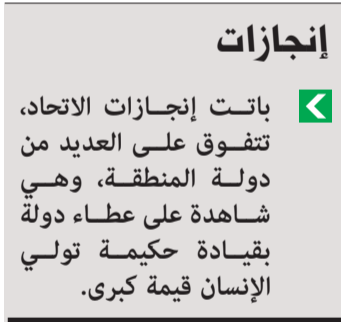 إنجازات
باتت إنجازات الاتحاد،
تتفوق على العديد من
دولة المنطقة، وهي
شاهدة على عطاء دولة
بقيادة حكيمة تولي
الإنسان قيمة كبرى.